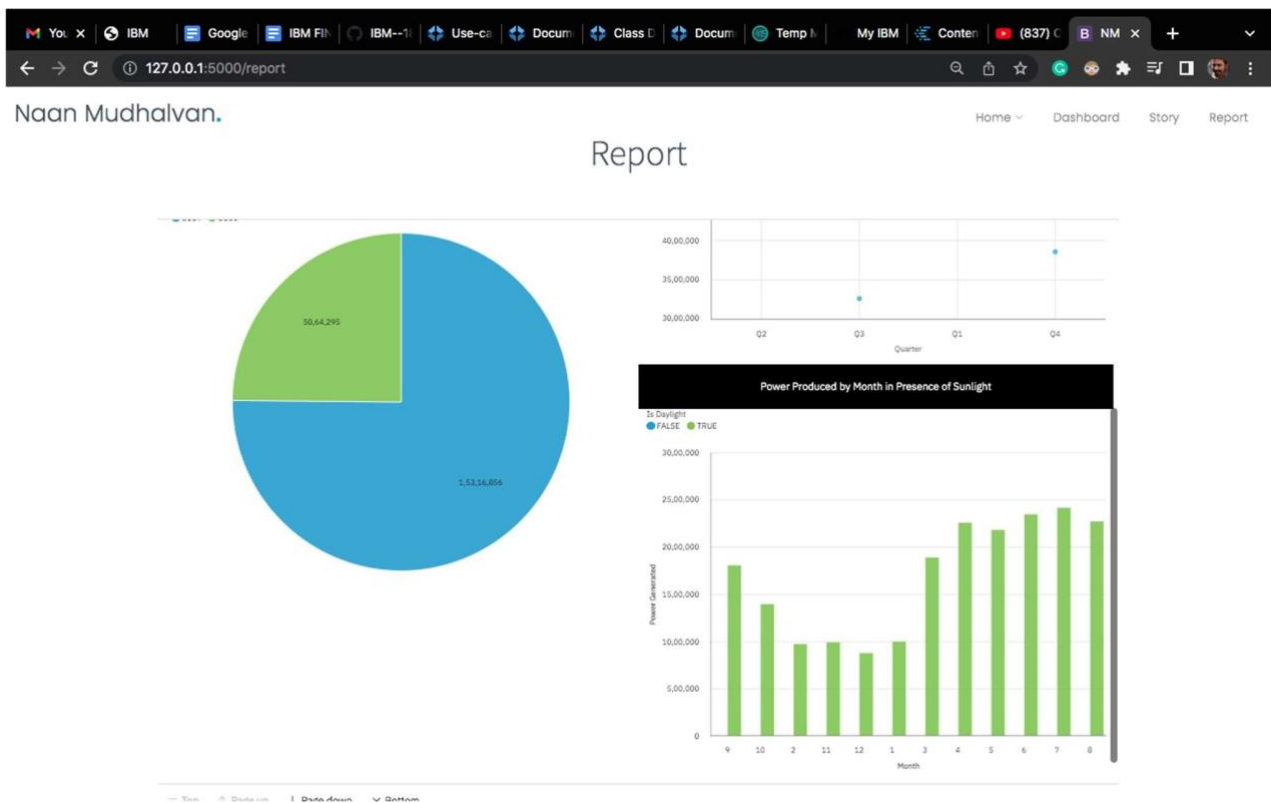 You
IBM
Google
IBM FIN
IBM--1
Use-ca
Docum
Class D
Docum
Temp
My IBM
Conten
(837)
NM
127.0.0.1:5000/report
Naan Mudhalvan.
Home
Dashboard
Story
Report
Report
50,64,295
1,53,16,856
40,00,000
35,00,000
30,00,000
Q2 Q3 Q1 Q4
Quarter
Power Produced by Month in Presence of Sunlight
Is Daylight
FALSE TRUE
30,00,000
25,00,000
20,00,000
15,00,000
10,00,000
5,00,000
0
Power Generated
9 10 2 11 12 1 3 4 5 6 7 8
Month
Top Page up Page down Bottom